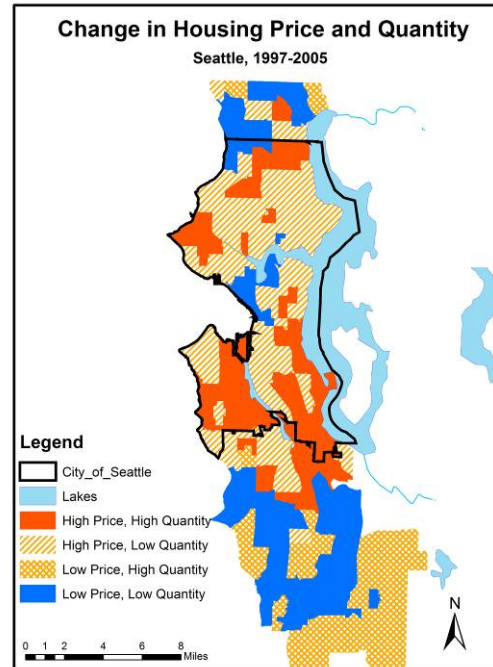 Change in Housing Price and Quantity
Seattle, 1997-2005
Legend
City_of_Seattle
Lakes
High Price, High Quantity
High Price, Low Quantity
Low Price, High Quantity
Low Price, Low Quantity
0 1 2 4 6 8
Miles
N